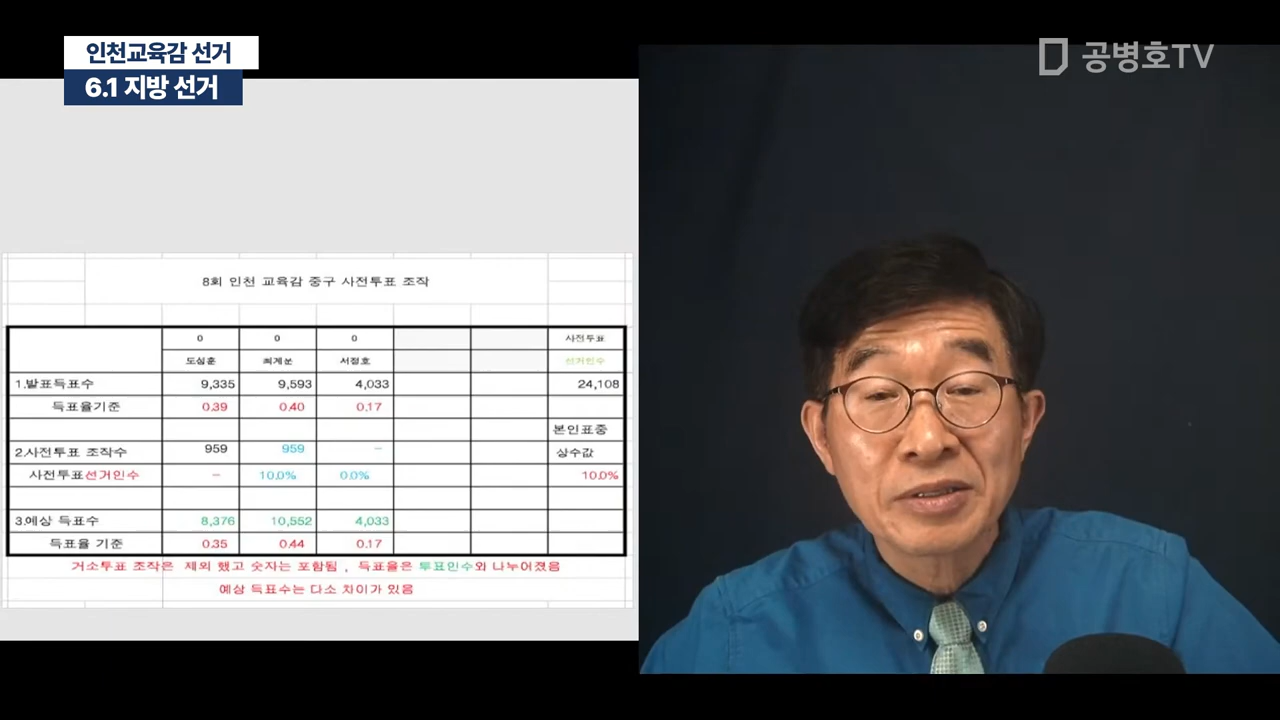 인천교육감 선거
6.1 지방 선거
공병호TV
8회 인천 교육감 중구 사전투표 조작
0 0 0 사전투표
도성훈 최계운 서정호 선거인수
1.발표득표수 9,335 9,593 4,033 24,108
득표율기준 0.39 0.40 0.17
본인표중
2.사전투표 조작수 959 959 – 상수값
사전투표선거인수 – 10.0% 0.0% 10.0%
3.예상 득표수 8,376 10,552 4,033
득표율 기준 0.35 0.44 0.17
거소투표 조작은 제외 했고 숫자는 포함됨 , 득표율은 투표인수와 나누어졌음
예상 득표수는 다소 차이가 있음